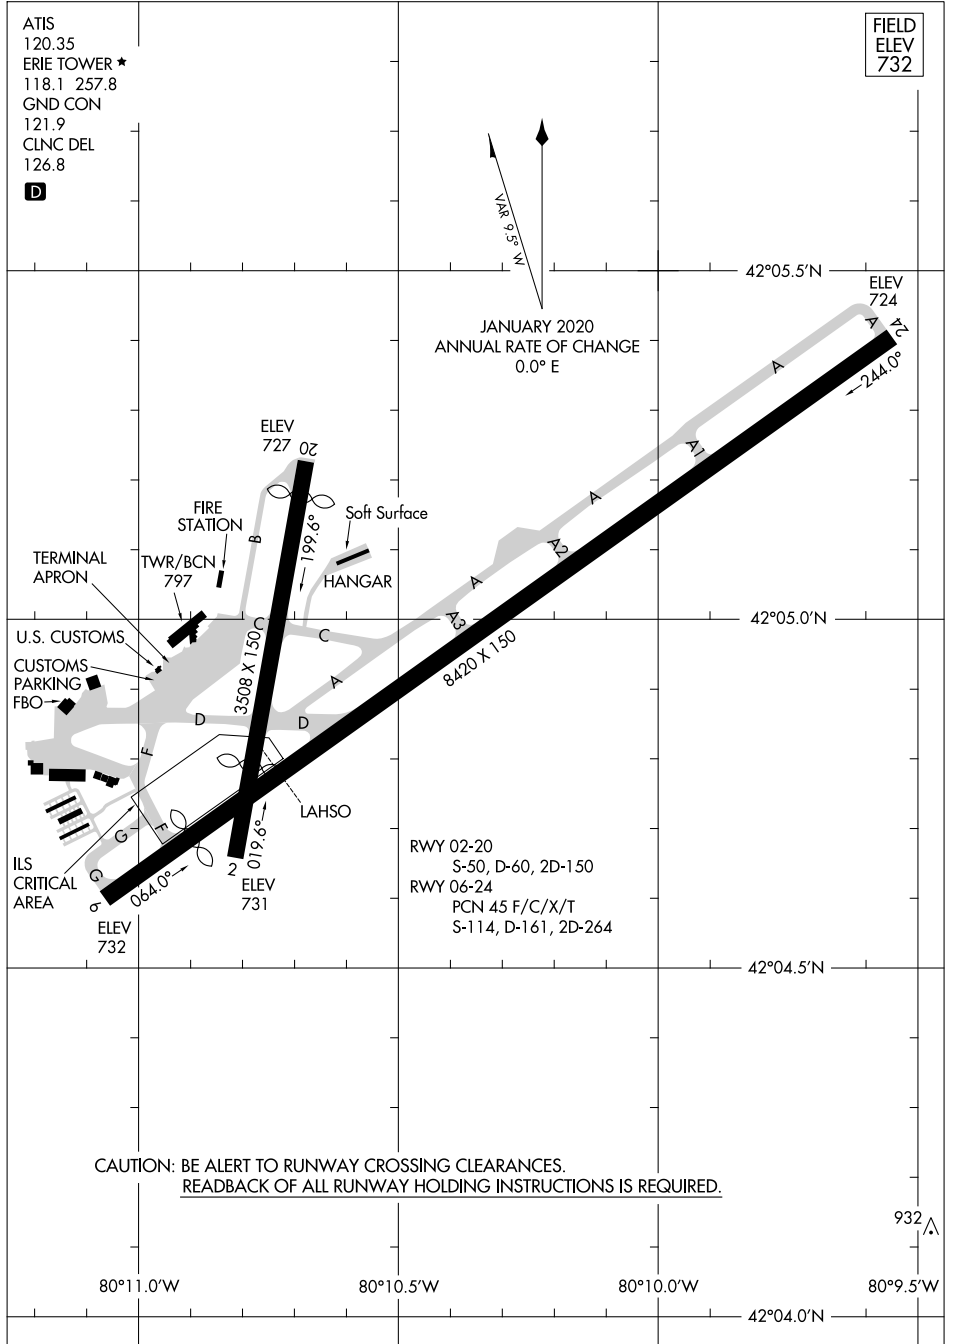 ATIS
120.35
ERIE TOWER ★
118.1 257.8
GND CON
121.9
CLNC DEL
126.8
D
FIELD
ELEV
732
VAR 9.5° W
JANUARY 2020
ANNUAL RATE OF CHANGE
0.0° E
42°05.5'N
ELEV
724
24
A
244.0°
A
A1
A
A2
A
A3
8420 X 150
42°05.0'N
ELEV
727
20
199.6°
B
Soft Surface
HANGAR
FIRE
STATION
TERMINAL
APRON
TWR/BCN
797
U.S. CUSTOMS
CUSTOMS
PARKING
FBO
C
C
3508 X 150
A
D
D
F
F
G
G
LAHSO
ILS
CRITICAL
AREA
019.6°
2
ELEV
731
064.0°
6
ELEV
732
RWY 02-20
S-50, D-60, 2D-150
RWY 06-24
PCN 45 F/C/X/T
S-114, D-161, 2D-264
42°04.5'N
CAUTION: BE ALERT TO RUNWAY CROSSING CLEARANCES.
READBACK OF ALL RUNWAY HOLDING INSTRUCTIONS IS REQUIRED.
932
80°11.0'W
80°10.5'W
80°10.0'W
80°9.5'W
42°04.0'N